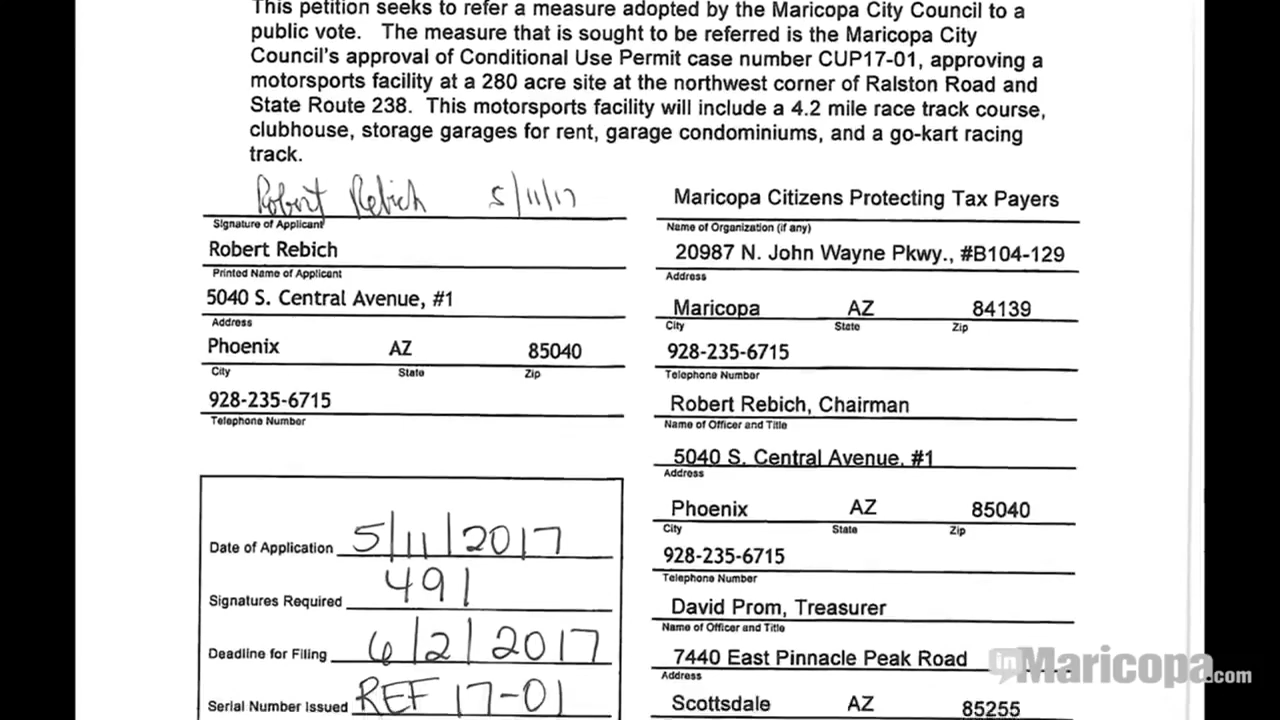 This petition seeks to refer a measure adopted by the Maricopa City Council to a
public vote. The measure that is sought to be referred is the Maricopa City
Council's approval of Conditional Use Permit case number CUP17-01, approving a
motorsports facility at a 280 acre site at the northwest corner of Ralston Road and
State Route 238. This motorsports facility will include a 4.2 mile race track course,
clubhouse, storage garages for rent, garage condominiums, and a go-kart racing
track.
Robert Rebich 5/11/17
Signature of Applicant
Robert Rebich
Printed Name of Applicant
5040 S. Central Avenue, #1
Address
Phoenix AZ 85040
City State Zip
928-235-6715
Telephone Number
Date of Application 5/11/2017
Signatures Required 491
Deadline for Filing 6/2/2017
Serial Number Issued REF 17-01
Maricopa Citizens Protecting Tax Payers
Name of Organization (if any)
20987 N. John Wayne Pkwy., #B104-129
Address
Maricopa AZ 84139
City State Zip
928-235-6715
Telephone Number
Robert Rebich, Chairman
Name of Officer and Title
5040 S. Central Avenue, #1
Address
Phoenix AZ 85040
City State Zip
928-235-6715
Telephone Number
David Prom, Treasurer
Name of Officer and Title
7440 East Pinnacle Peak Road
Address
Scottsdale AZ 85255
inMaricopa.com